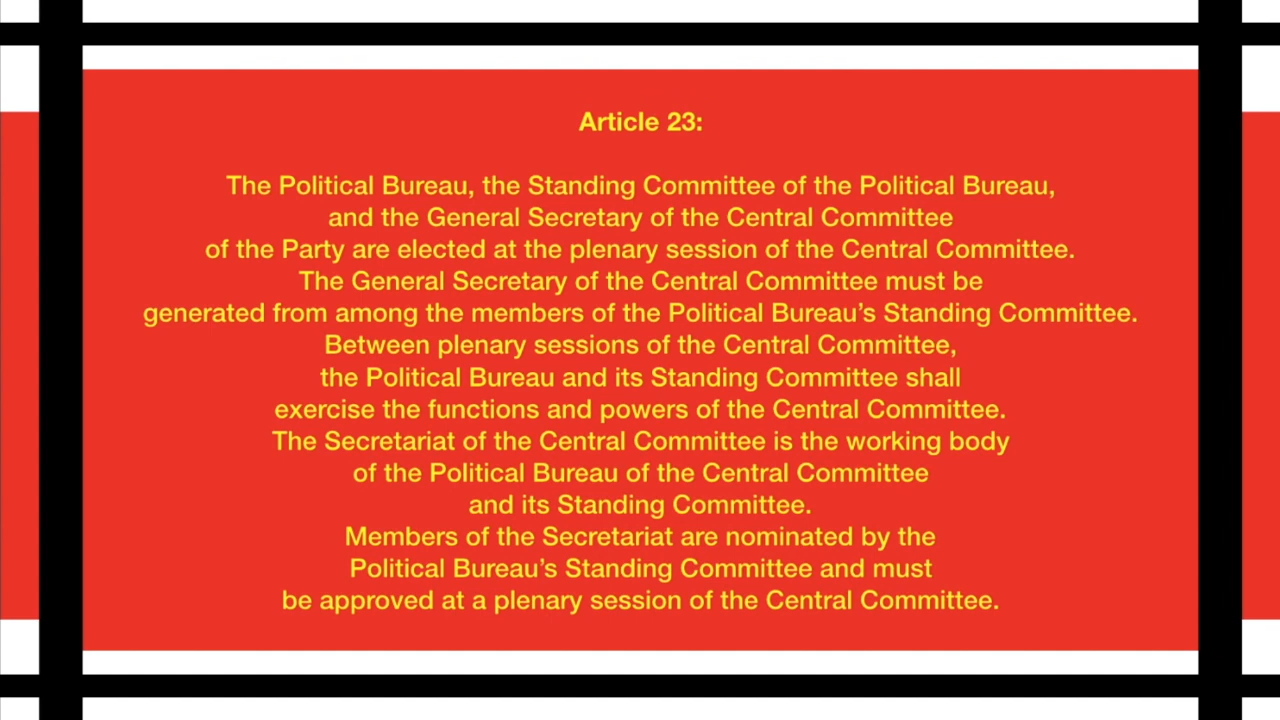 Article 23:
The Political Bureau, the Standing Committee of the Political Bureau,
and the General Secretary of the Central Committee
of the Party are elected at the plenary session of the Central Committee.
The General Secretary of the Central Committee must be
generated from among the members of the Political Bureau’s Standing Committee.
Between plenary sessions of the Central Committee,
the Political Bureau and its Standing Committee shall
exercise the functions and powers of the Central Committee.
The Secretariat of the Central Committee is the working body
of the Political Bureau of the Central Committee
and its Standing Committee.
Members of the Secretariat are nominated by the
Political Bureau’s Standing Committee and must
be approved at a plenary session of the Central Committee.